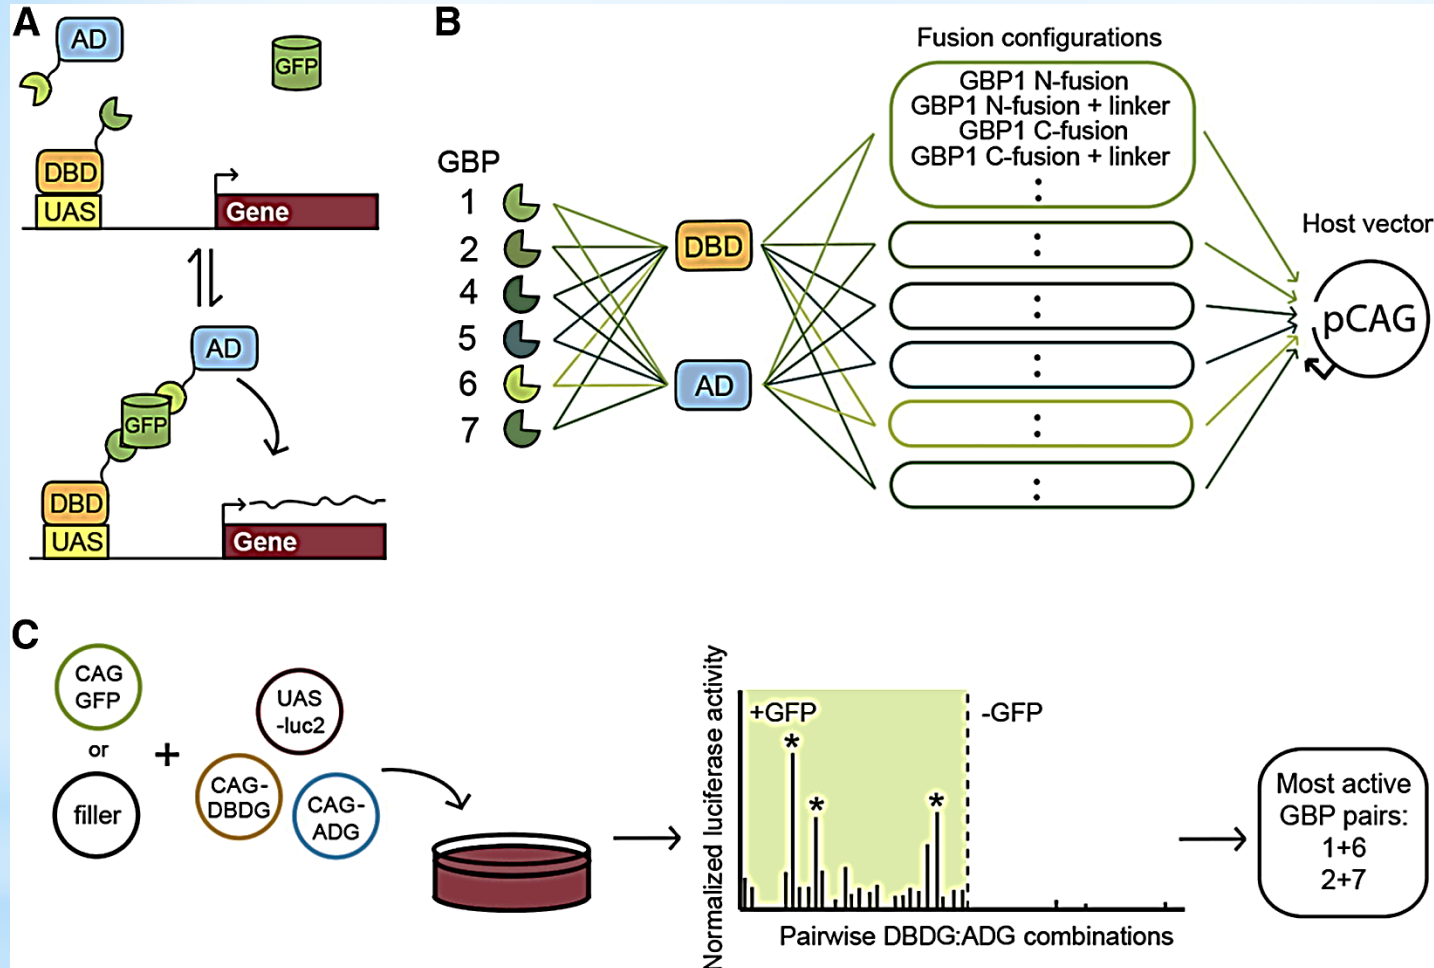 A
AD
GFP
DBD
UAS
Gene
AD
GFP
DBD
UAS
Gene
B
GBP
1
2
4
5
6
7
DBD
AD
Fusion configurations
GBP1 N-fusion
GBP1 N-fusion + linker
GBP1 C-fusion
GBP1 C-fusion + linker
Host vector
pCAG
C
CAG
GFP
or
filler
+
UAS
-luc2
CAG-
DBDG
CAG-
ADG
Normalized luciferase activity
+GFP
-GFP
*
*
*
Pairwise DBDG:ADG combinations
Most active
GBP pairs:
1+6
2+7